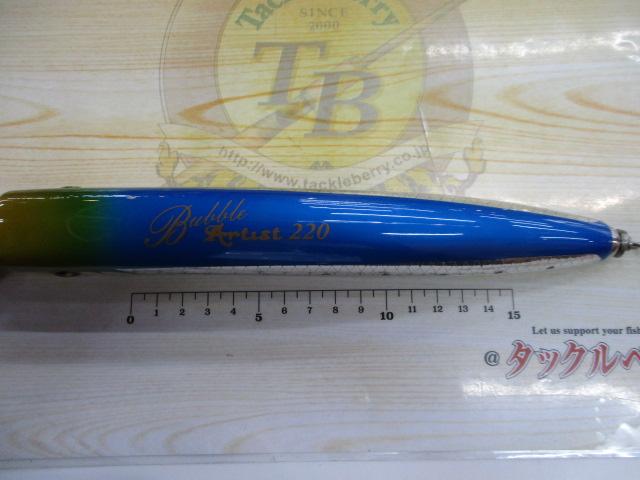 Tackleberry
SINCE
2000
TB
http://www.tackleberry.co.jp
Bubble
Artist 220
0 1 2 3 4 5 6 7 8 9 10 11 12 13 14 15
Let us support your fish
@タックルベ